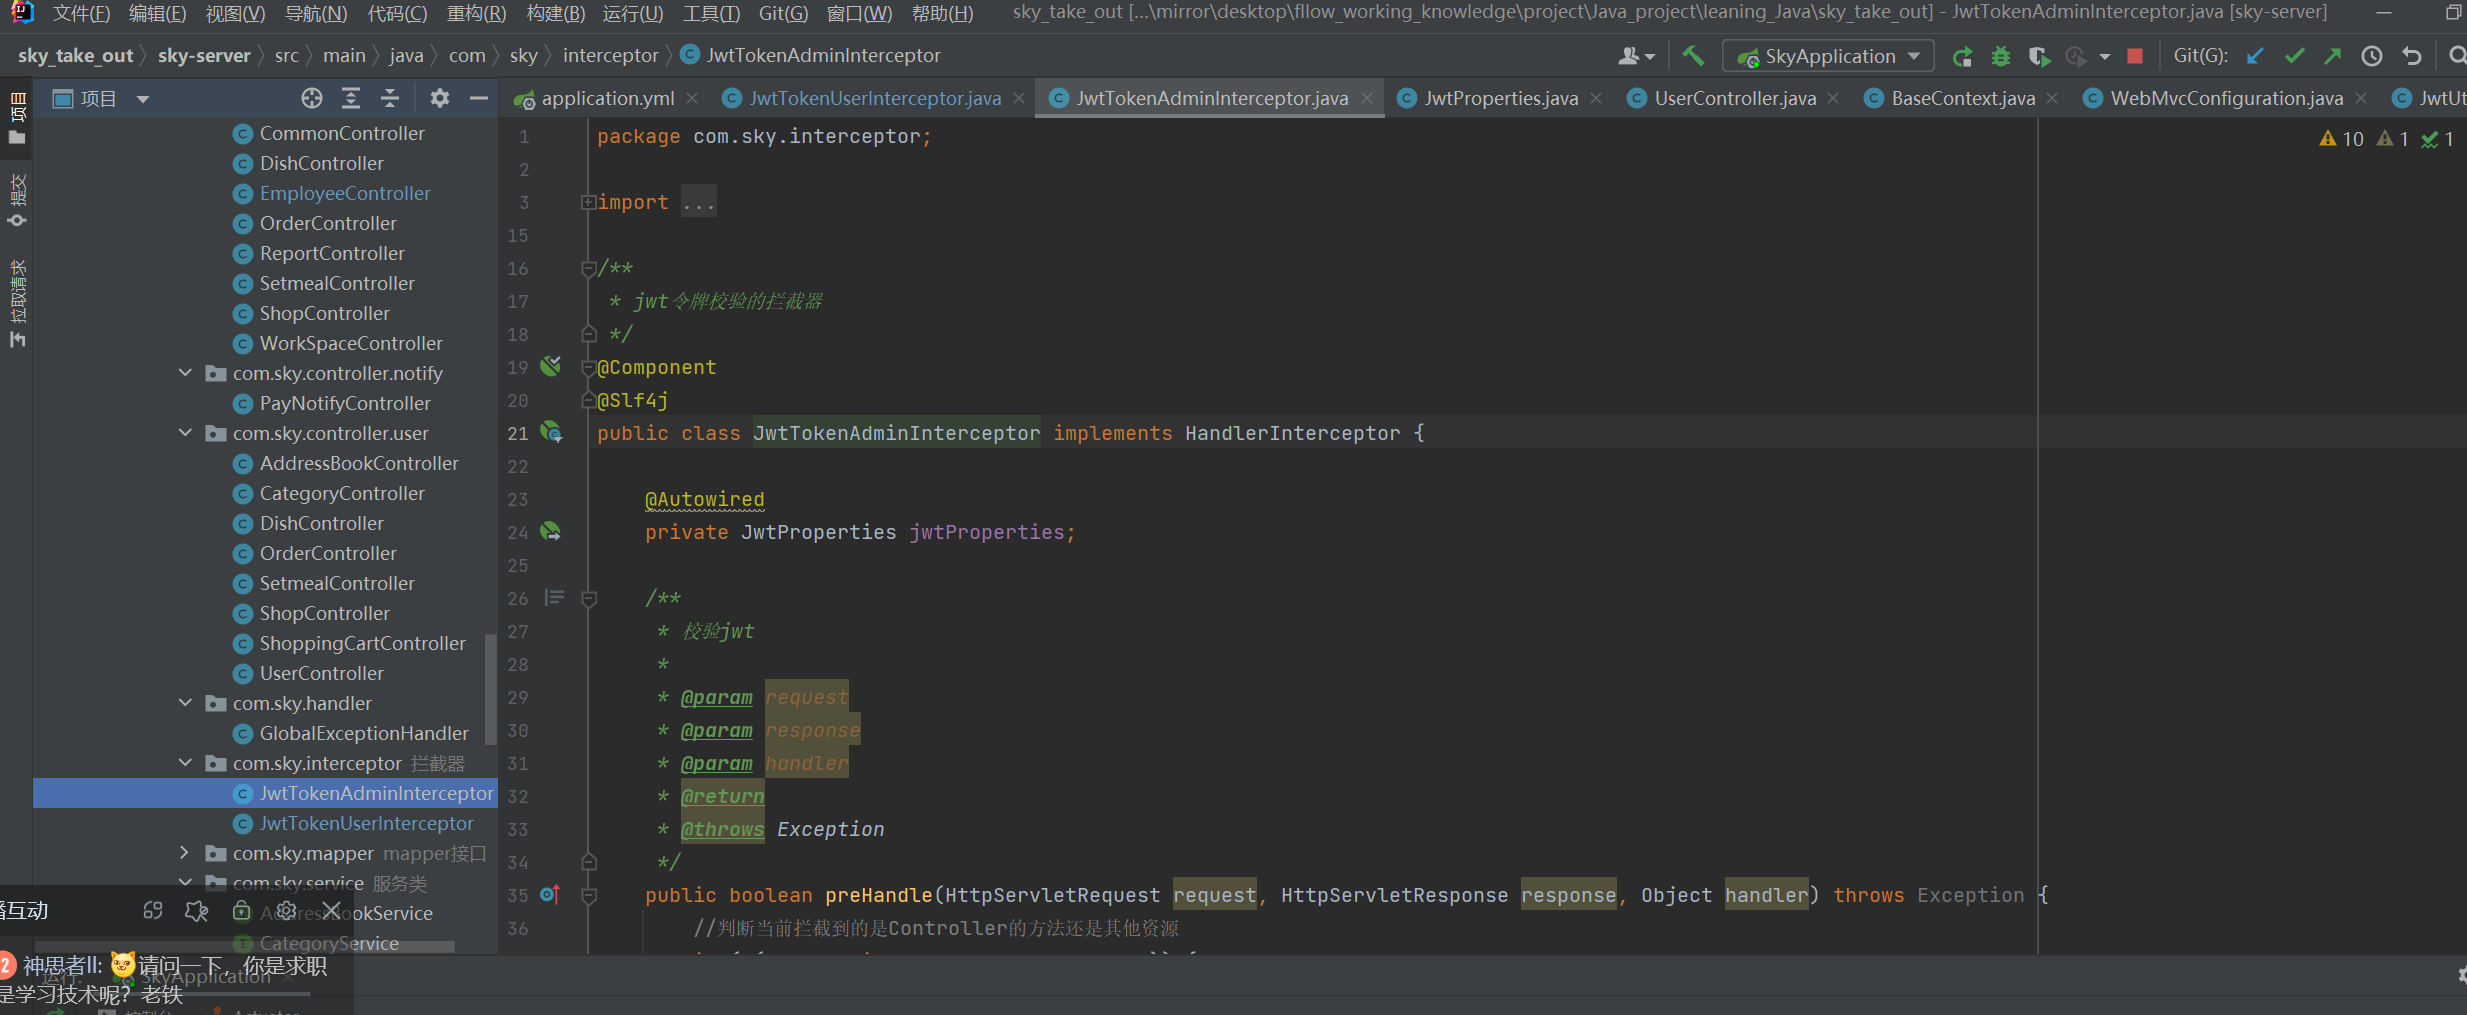 文件(F) 编辑(E) 视图(V) 导航(N) 代码(C) 重构(R) 构建(B) 运行(U) 工具(T) Git(G) 窗口(W) 帮助(H) sky_take_out [...\mirror\desktop\fllow_working_knowledge\project\Java_project\leaning_Java\sky_take_out] - JwtTokenAdminInterceptor.java [sky-server]
sky_take_out sky-server src main java com sky interceptor JwtTokenAdminInterceptor SkyApplication Git(G):
项目
提交
拉取请求
项目
CommonController
DishController
EmployeeController
OrderController
ReportController
SetmealController
ShopController
WorkSpaceController
com.sky.controller.notify
PayNotifyController
com.sky.controller.user
AddressBookController
CategoryController
DishController
OrderController
SetmealController
ShopController
ShoppingCartController
UserController
com.sky.handler
GlobalExceptionHandler
com.sky.interceptor 拦截器
JwtTokenAdminInterceptor
JwtTokenUserInterceptor
com.sky.mapper mapper接口
com.sky.service 服务类
AddressBookService
CategoryService
application.yml JwtTokenUserInterceptor.java JwtTokenAdminInterceptor.java JwtProperties.java UserController.java BaseContext.java WebMvcConfiguration.java JwtUt
10 1 1
1 package com.sky.interceptor;
2
3 import ...
15
16 /**
17 * jwt令牌校验的拦截器
18 */
19 @Component
20 @Slf4j
21 public class JwtTokenAdminInterceptor implements HandlerInterceptor {
22
23 @Autowired
24 private JwtProperties jwtProperties;
25
26 /**
27 * 校验jwt
28 *
29 * @param request
30 * @param response
31 * @param handler
32 * @return
33 * @throws Exception
34 */
35 public boolean preHandle(HttpServletRequest request, HttpServletResponse response, Object handler) throws Exception {
36 //判断当前拦截到的是Controller的方法还是其他资源
播互动
2 神思者ll: 请问一下，你是求职
是学习技术呢？老铁
运行: SkyApplication
控制台 Actuator